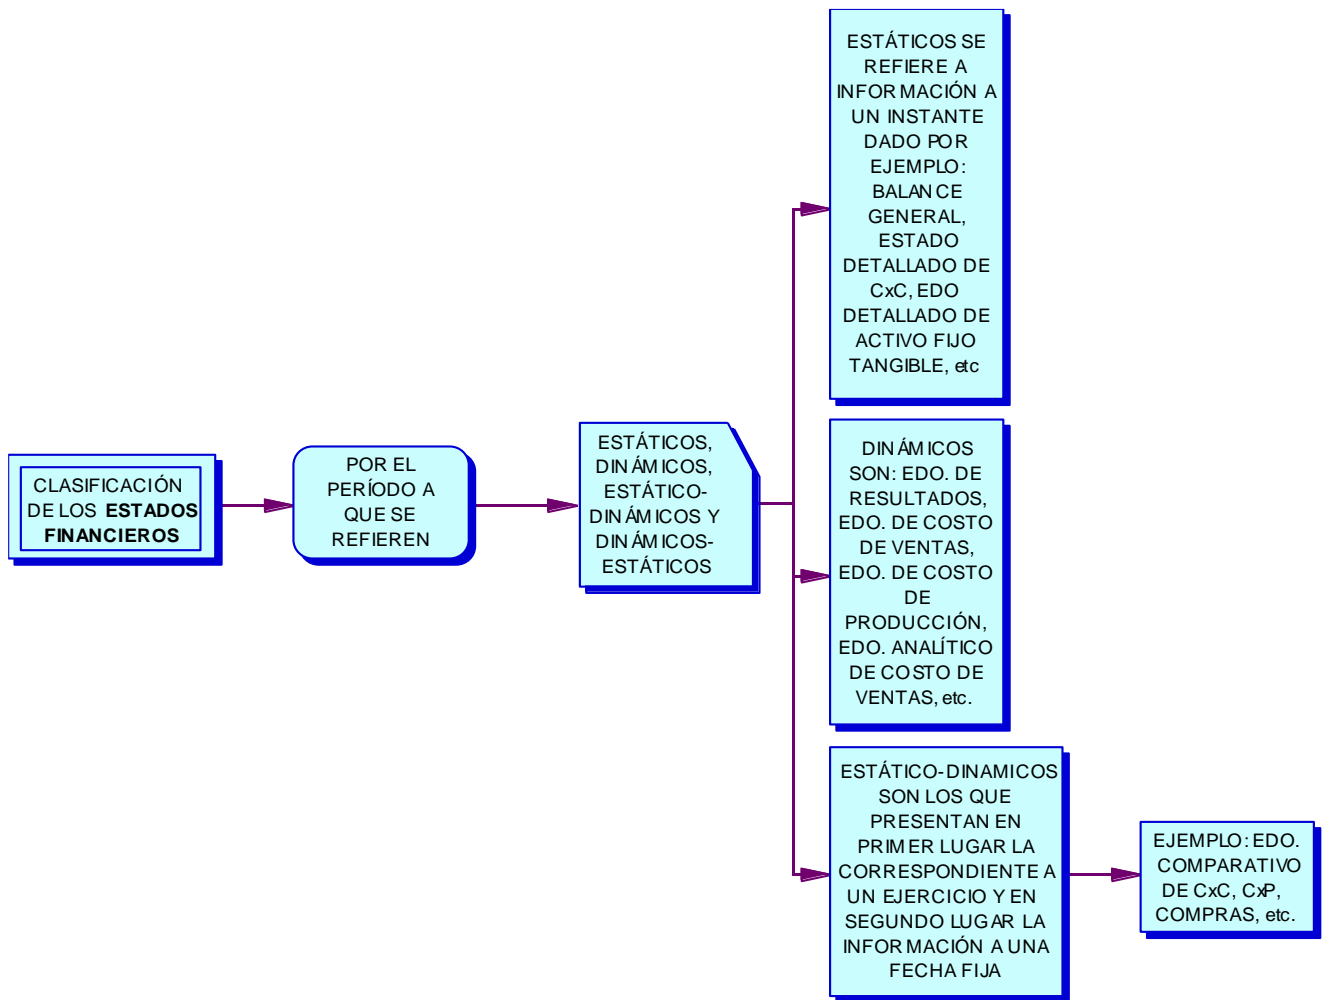 CLASIFICACIÓN
DE LOS ESTADOS
FINANCIEROS
POR EL
PERÍODO A
QUE SE
REFIEREN
ESTÁTICOS,
DINÁMICOS,
ESTÁTICO-
DINÁMICOS Y
DINÁMICOS-
ESTÁTICOS
ESTÁTICOS SE
REFIERE A
INFORMACIÓN A
UN INSTANTE
DADO POR
EJEMPLO:
BALANCE
GENERAL,
ESTADO
DETALLADO DE
CxC, EDO
DETALLADO DE
ACTIVO FIJO
TANGIBLE, etc
DINÁMICOS
SON: EDO. DE
RESULTADOS,
EDO. DE COSTO
DE VENTAS,
EDO. DE COSTO
DE
PRODUCCIÓN,
EDO. ANALÍTICO
DE COSTO DE
VENTAS, etc.
ESTÁTICO-DINAMICOS
SON LOS QUE
PRESENTAN EN
PRIMER LUGAR LA
CORRESPONDIENTE A
UN EJERCICIO Y EN
SEGUNDO LUGAR LA
INFORMACIÓN A UNA
FECHA FIJA
EJEMPLO: EDO.
COMPARATIVO
DE CxC, CxP,
COMPRAS, etc.